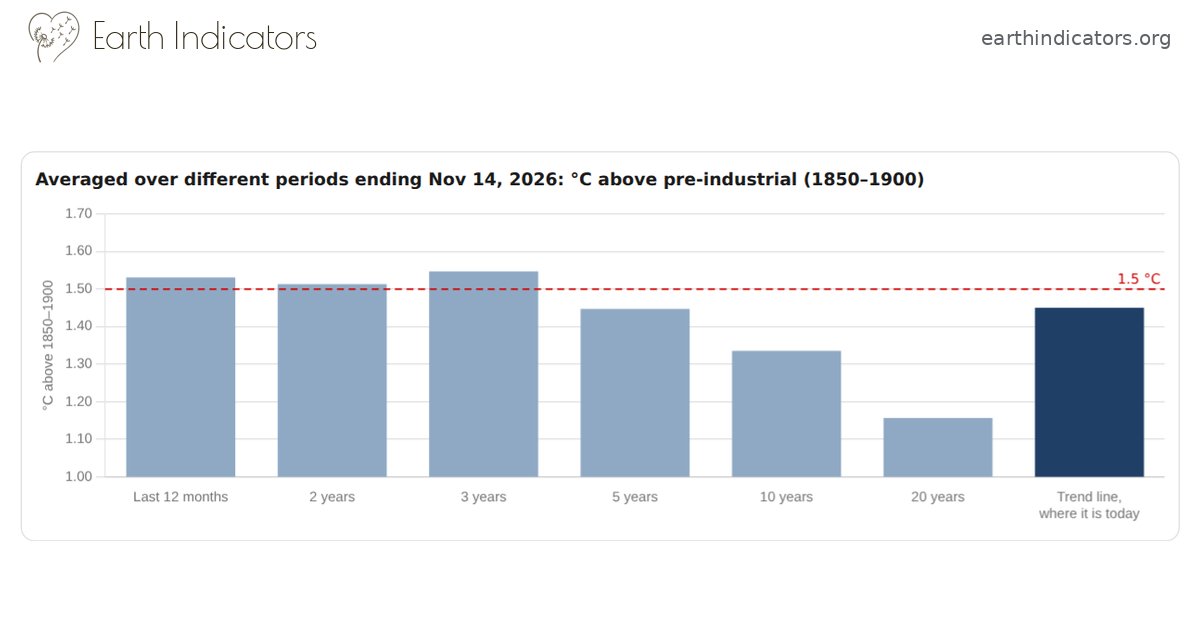 Earth Indicators
earthindicators.org
Averaged over different periods ending Nov 14, 2026: °C above pre-industrial (1850–1900)
°C above 1850–1900
1.70
1.60
1.50
1.40
1.30
1.20
1.10
1.00
1.5 °C
Last 12 months
2 years
3 years
5 years
10 years
20 years
Trend line,
where it is today